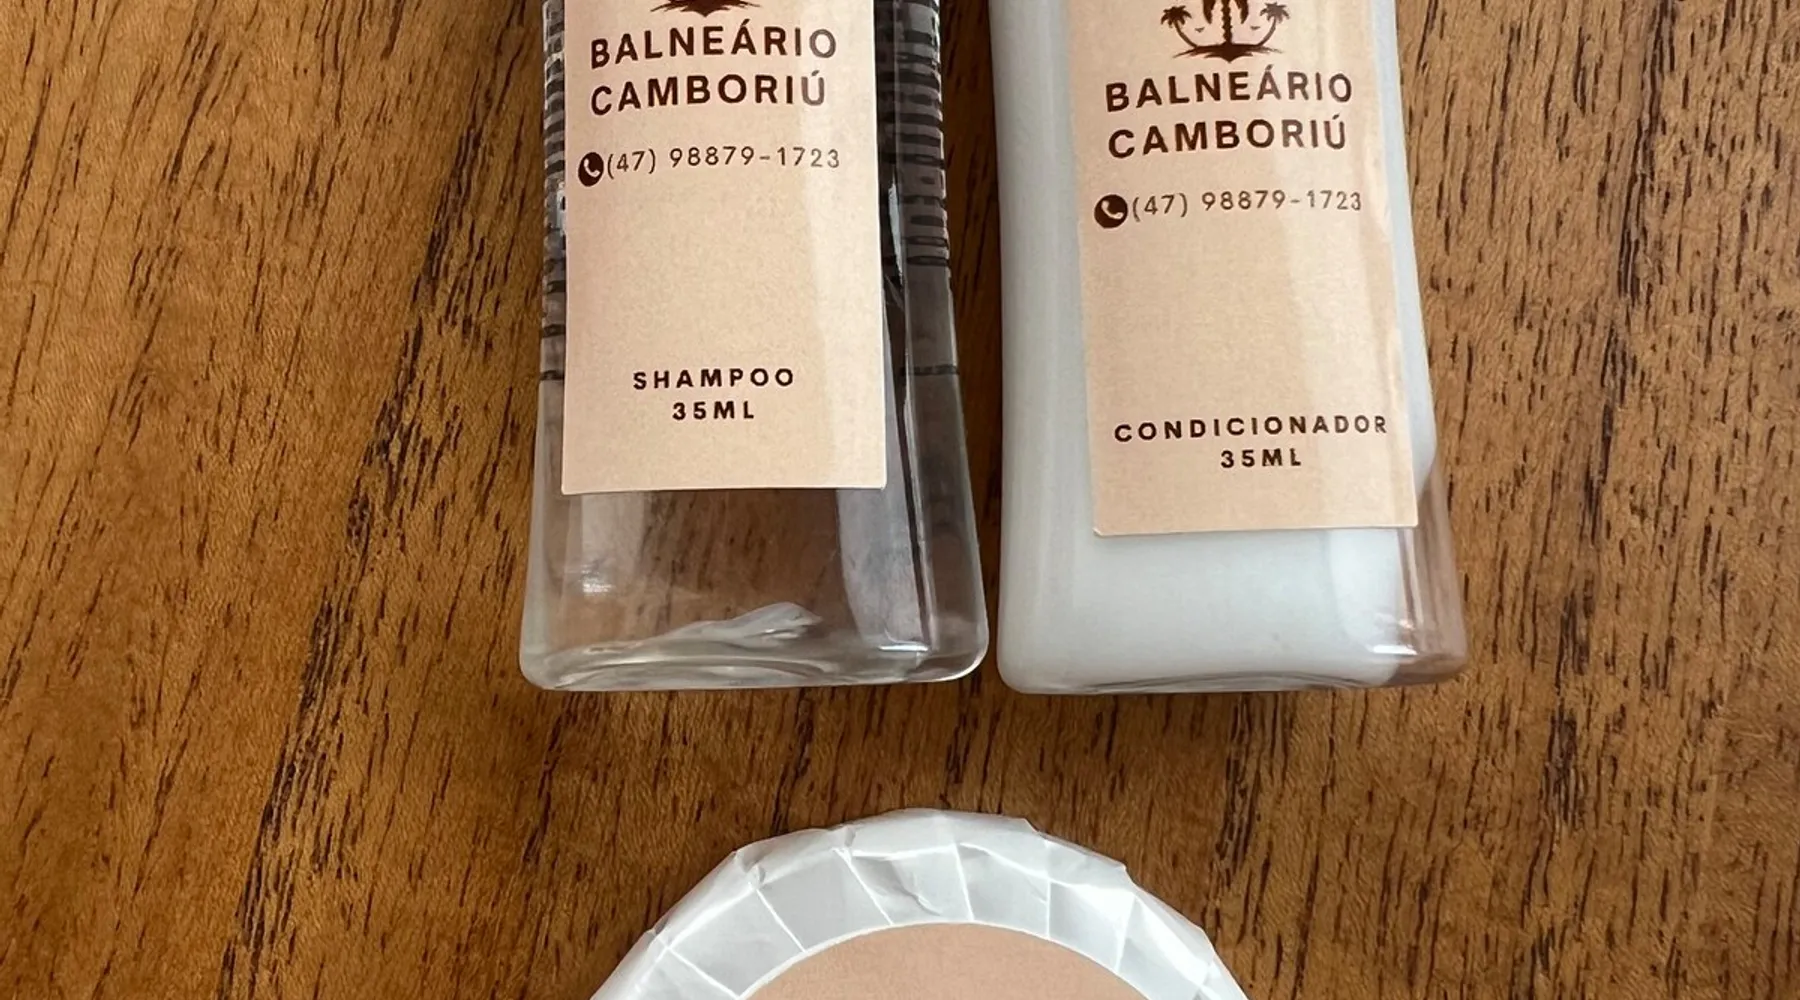 BALNEÁRIO
CAMBORIÚ
(47) 98879-1723
SHAMPOO
35ML
BALNEÁRIO
CAMBORIÚ
(47) 98879-1723
CONDICIONADOR
35ML